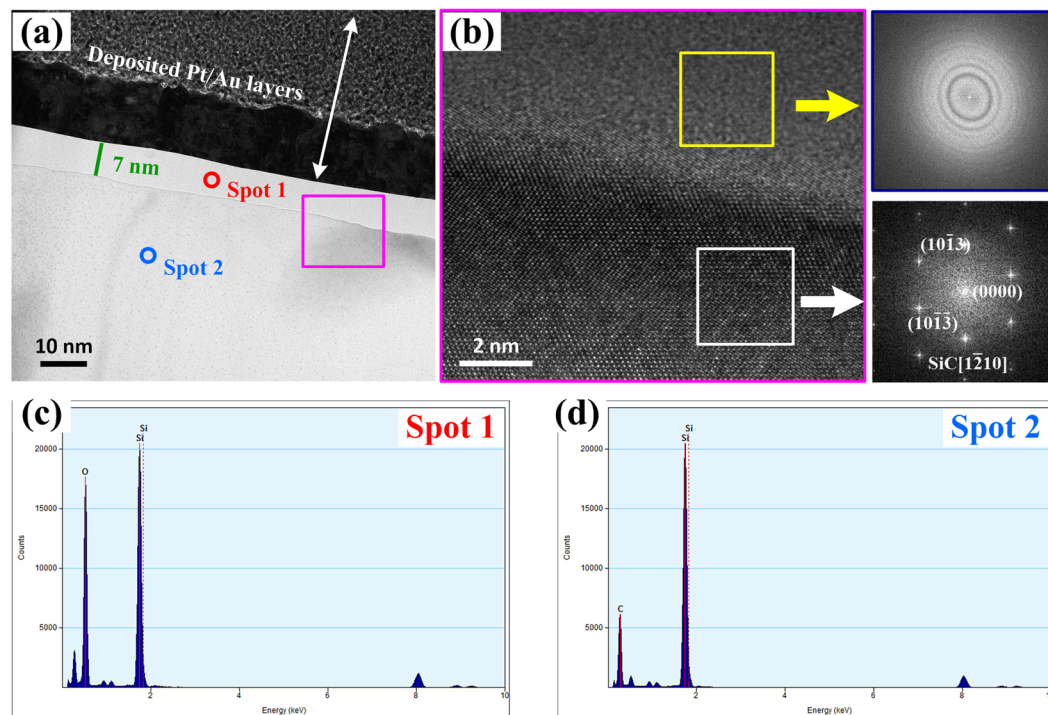 (a)
Deposited Pt/Au layers
7 nm
Spot 1
Spot 2
10 nm
(b)
2 nm
(101̄3)
(0000)
(101̄3̄)
SiC[12̄10]
(c)
Spot 1
Counts
20000
15000
10000
5000
O
Si
Si
2
4
6
8
10
Energy (keV)
(d)
Spot 2
Counts
20000
15000
10000
5000
C
Si
Si
2
4
6
8
10
Energy (keV)